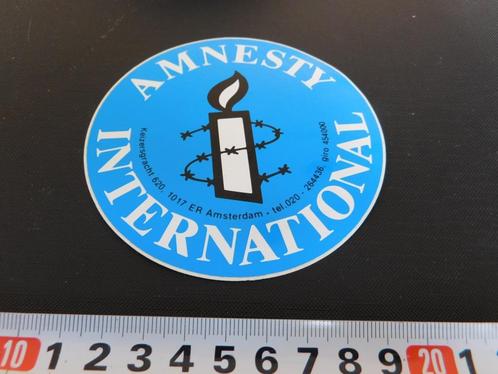 AMNESTY
INTERNATIONAL
Keizersgracht 620, 1017 ER Amsterdam - tel. 020 - 264436, giro 454000
10 1 2 3 4 5 6 7 8 9 20 1